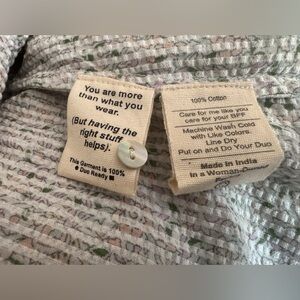 You are more
than what you
wear.
(But having the
right stuff
helps).
This Garment is 100%
Duo Ready
100% Cotton
Care for me like you
care for your BFF
Machine Wash Cold
with Like Colors.
Line Dry
Put on and Do Your Duo
Made in India
in a Woman-Owned